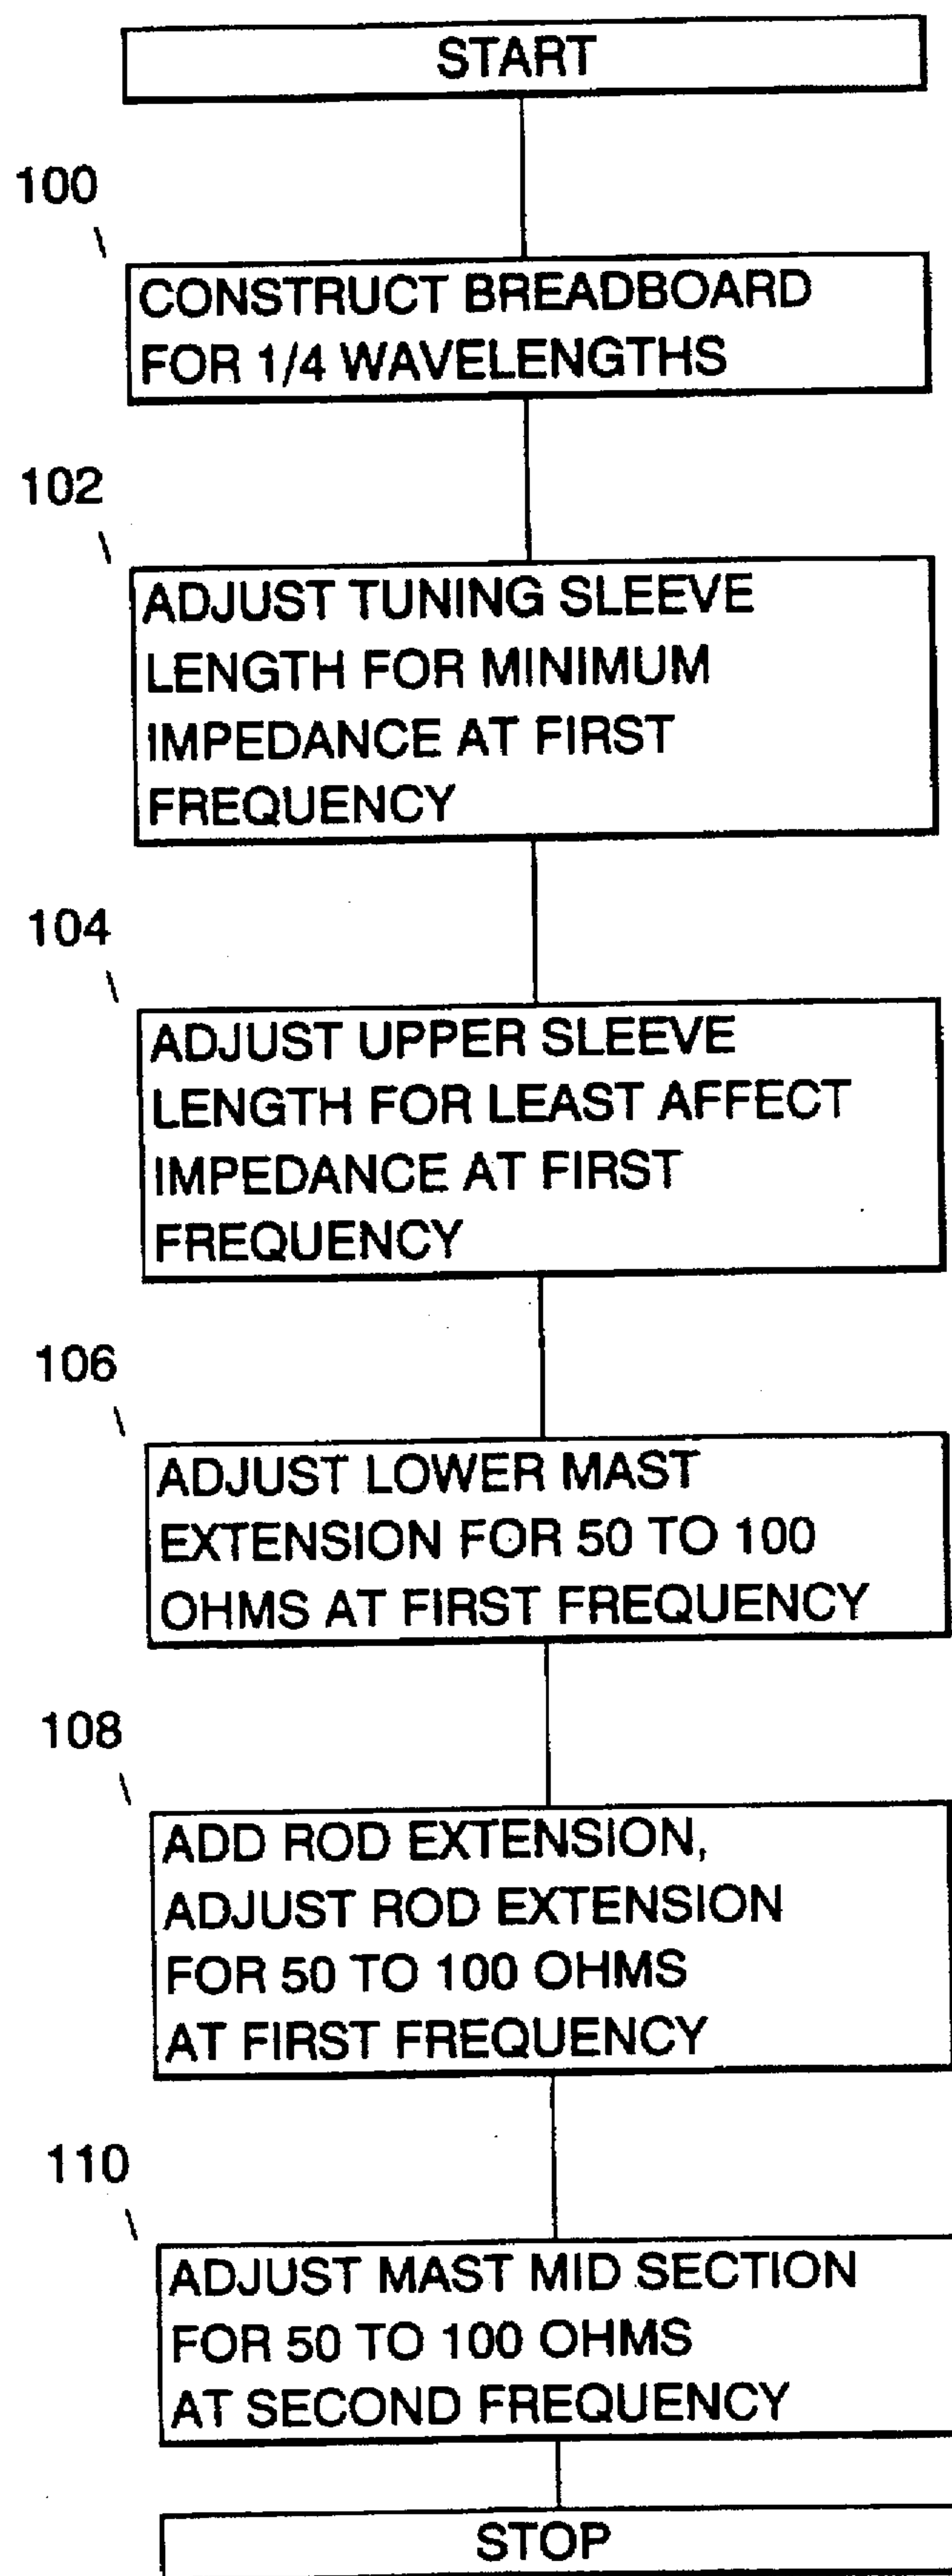 START
100
CONSTRUCT BREADBOARD
FOR 1/4 WAVELENGTHS
102
ADJUST TUNING SLEEVE
LENGTH FOR MINIMUM
IMPEDANCE AT FIRST
FREQUENCY
104
ADJUST UPPER SLEEVE
LENGTH FOR LEAST AFFECT
IMPEDANCE AT FIRST
FREQUENCY
106
ADJUST LOWER MAST
EXTENSION FOR 50 TO 100
OHMS AT FIRST FREQUENCY
108
ADD ROD EXTENSION,
ADJUST ROD EXTENSION
FOR 50 TO 100 OHMS
AT FIRST FREQUENCY
110
ADJUST MAST MID SECTION
FOR 50 TO 100 OHMS
AT SECOND FREQUENCY
STOP